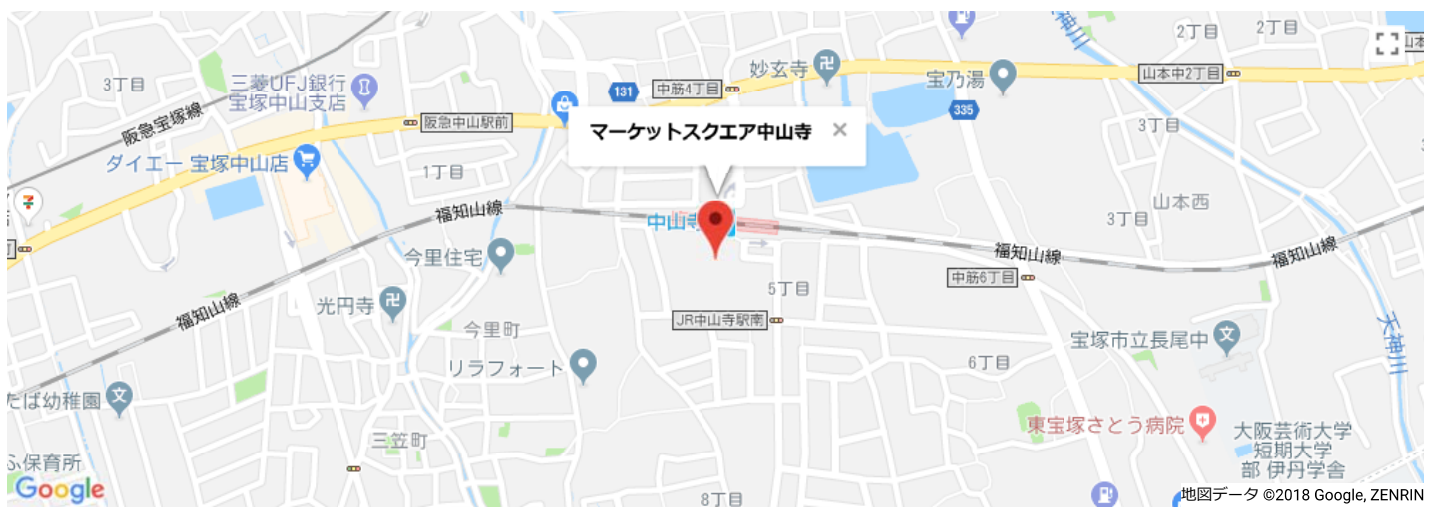 2丁目
2丁目
山本
3丁目
三菱UFJ銀行
宝塚中山支店
131
中筋4丁目
妙玄寺
宝乃湯
山本中2丁目
335
阪急宝塚線
阪急中山駅前
マーケットスクエア中山寺
3丁目
ダイエー 宝塚中山店
1丁目
福知山線
中山寺
山本西
3丁目
福知山線
福知山線
今里住宅
中筋6丁目
5丁目
福知山線
光円寺
今里町
JR中山寺駅南
天神川
宝塚市立長尾中
リラフォート
6丁目
たば幼稚園
三笠町
東宝塚さとう病院
大阪芸術大学
短期大学
部 伊丹学舎
ふ保育所
Google
8丁目
地図データ ©2018 Google, ZENRIN